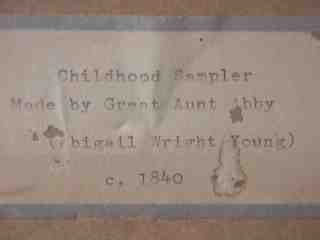 Childhood Sampler
Made by Great Aunt Abby
(Abigail Wright Young)
c. 1840